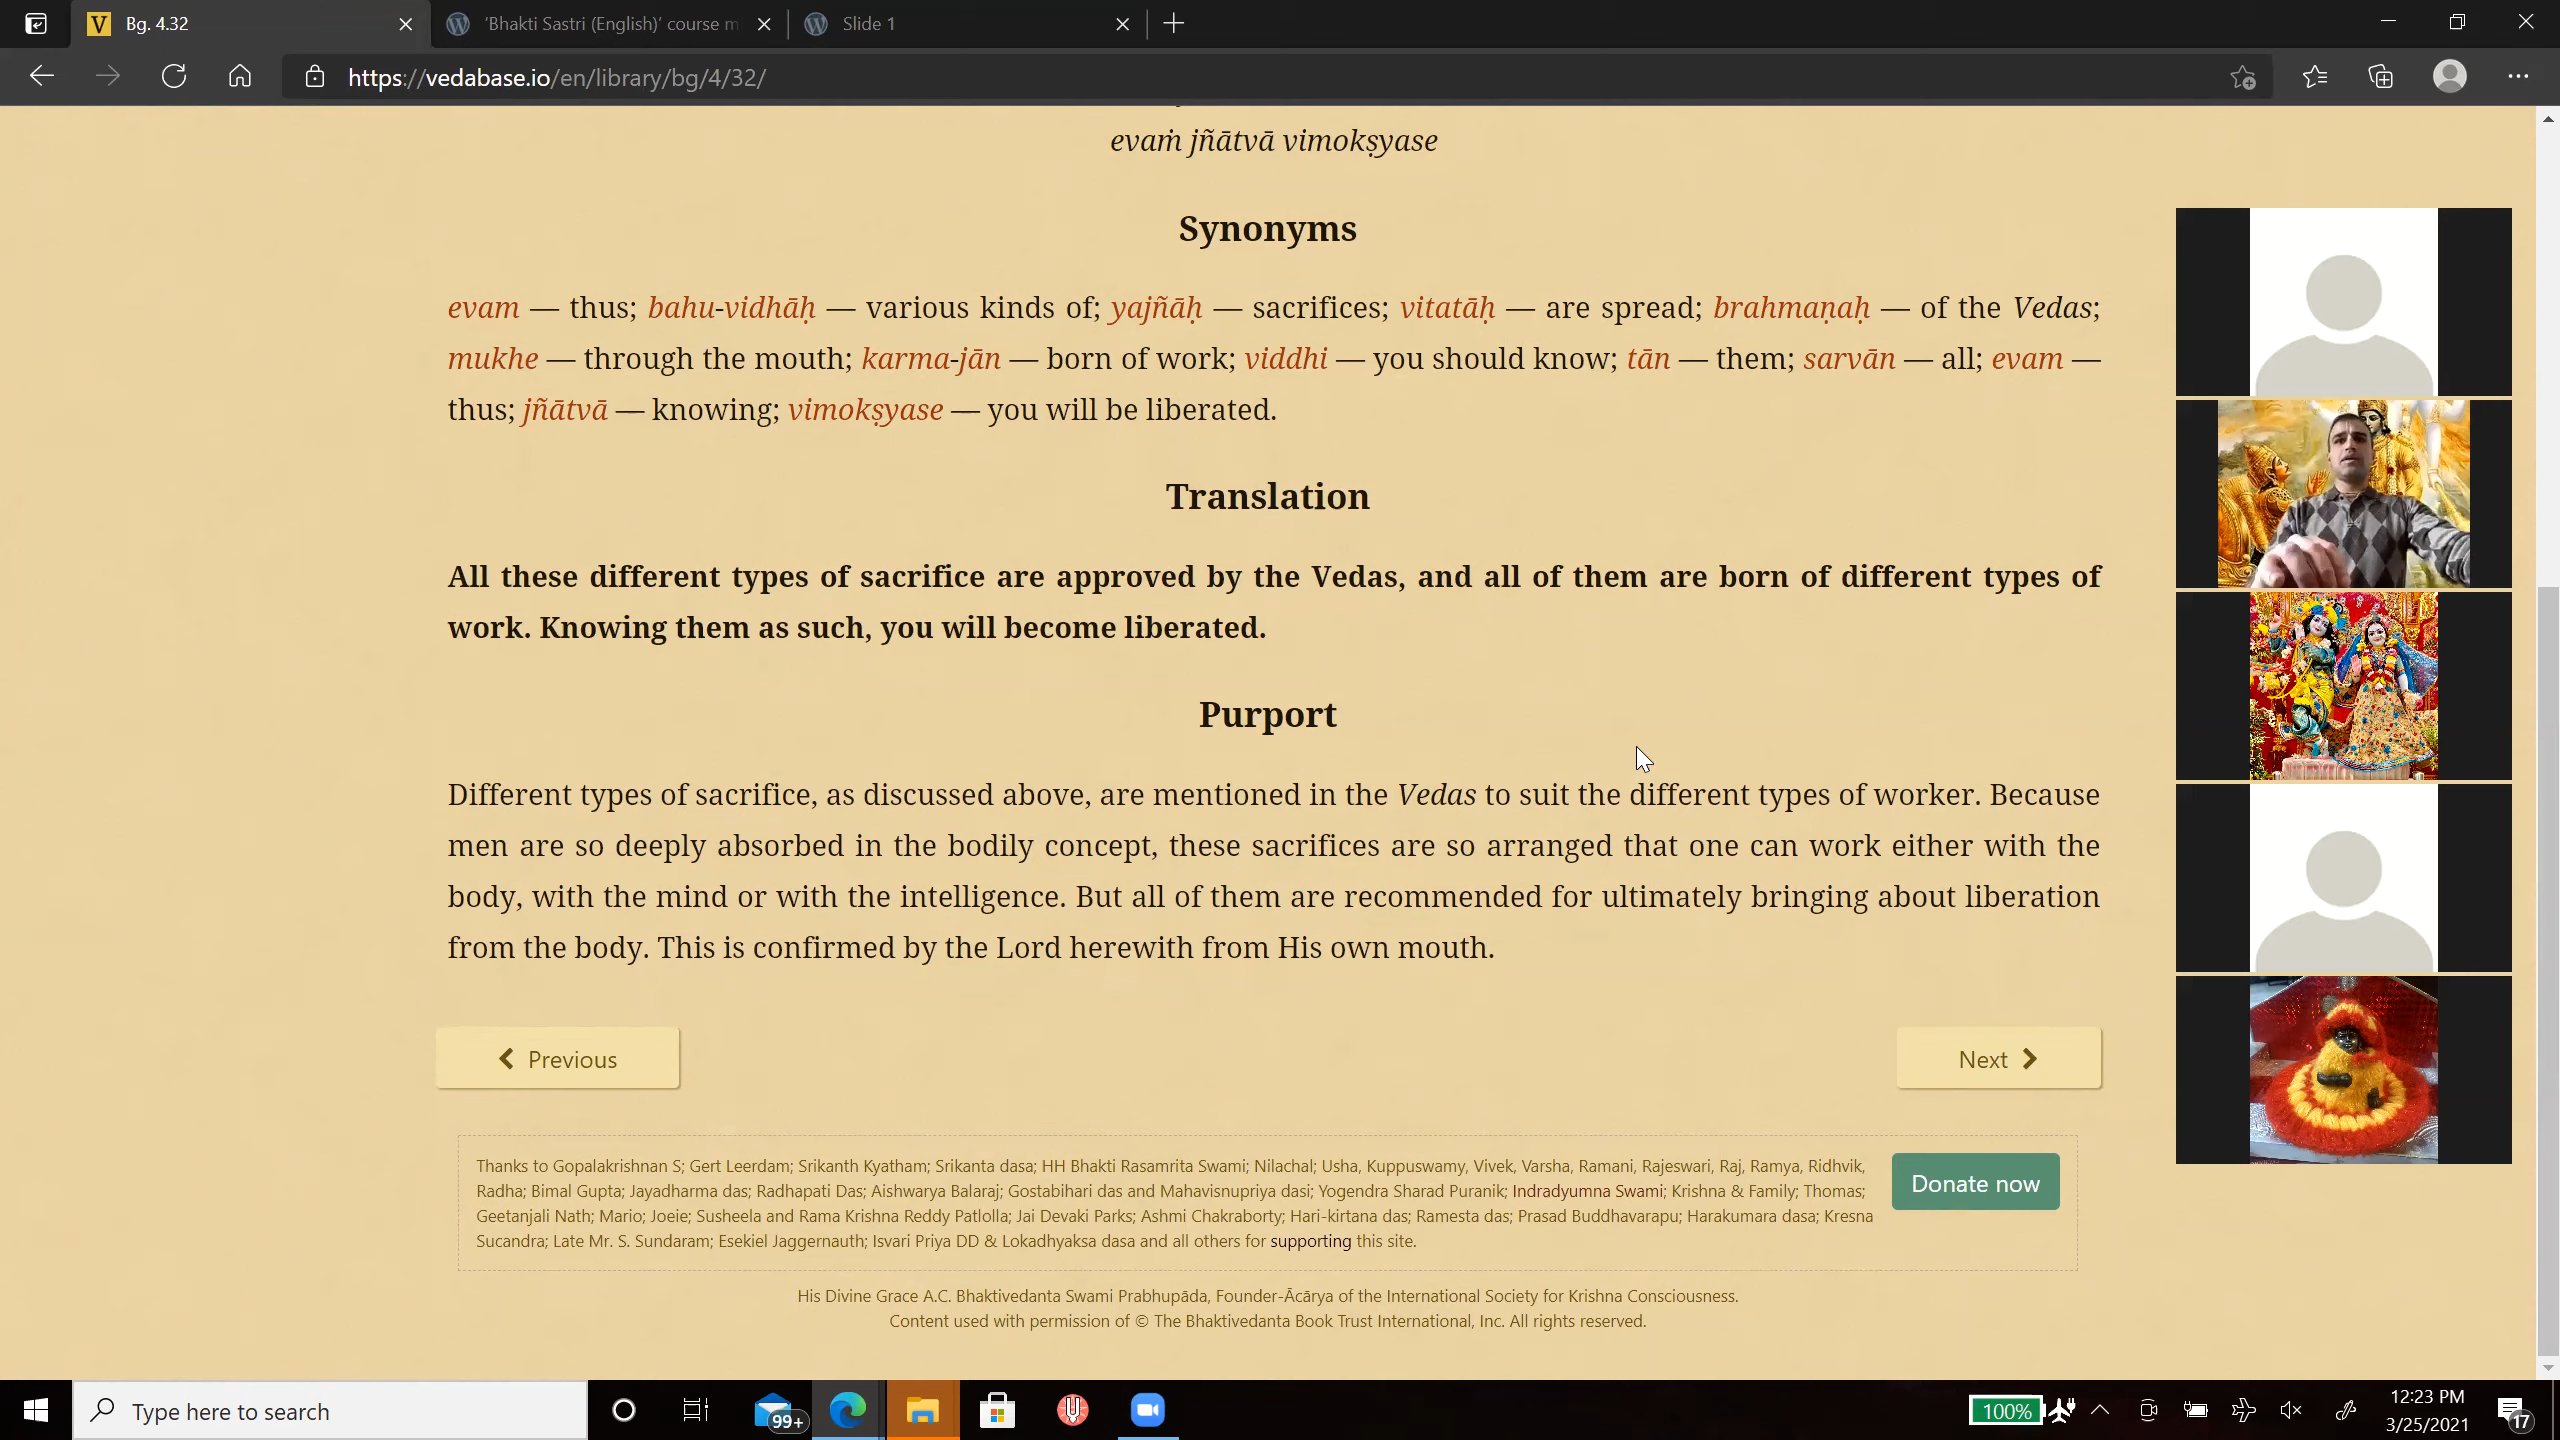 Bg. 4.32
'Bhakti Sastri (English)' course m
Slide 1
https://vedabase.io/en/library/bg/4/32/
evaṁ jñātvā vimokṣyase
Synonyms
evam — thus; bahu-vidhāḥ — various kinds of; yajñāḥ — sacrifices; vitatāḥ — are spread; brahmaṇaḥ — of the Vedas;
mukhe — through the mouth; karma-jān — born of work; viddhi — you should know; tān — them; sarvān — all; evam —
thus; jñātvā — knowing; vimokṣyase — you will be liberated.
Translation
All these different types of sacrifice are approved by the Vedas, and all of them are born of different types of
work. Knowing them as such, you will become liberated.
Purport
Different types of sacrifice, as discussed above, are mentioned in the Vedas to suit the different types of worker. Because
men are so deeply absorbed in the bodily concept, these sacrifices are so arranged that one can work either with the
body, with the mind or with the intelligence. But all of them are recommended for ultimately bringing about liberation
from the body. This is confirmed by the Lord herewith from His own mouth.
Previous
Next
Thanks to Gopalakrishnan S; Gert Leerdam; Srikanth Kyatham; Srikanta dasa; HH Bhakti Rasamrita Swami; Nilachal; Usha, Kuppuswamy, Vivek, Varsha, Ramani, Rajeswari, Raj, Ramya, Ridhvik,
Radha; Bimal Gupta; Jayadharma das; Radhapati Das; Aishwarya Balaraj; Gostabihari das and Mahavisnupriya dasi; Yogendra Sharad Puranik; Indradyumna Swami; Krishna & Family; Thomas;
Geetanjali Nath; Mario; Joeie; Susheela and Rama Krishna Reddy Patlolla; Jai Devaki Parks; Ashmi Chakraborty; Hari-kirtana das; Ramesta das; Prasad Buddhavarapu; Harakumara dasa; Kresna
Sucandra; Late Mr. S. Sundaram; Esekiel Jaggernauth; Isvari Priya DD & Lokadhyaksa dasa and all others for supporting this site.
Donate now
His Divine Grace A.C. Bhaktivedanta Swami Prabhupāda, Founder-Ācārya of the International Society for Krishna Consciousness.
Content used with permission of © The Bhaktivedanta Book Trust International, Inc. All rights reserved.
Type here to search
99+
100%
12:23 PM
3/25/2021
17